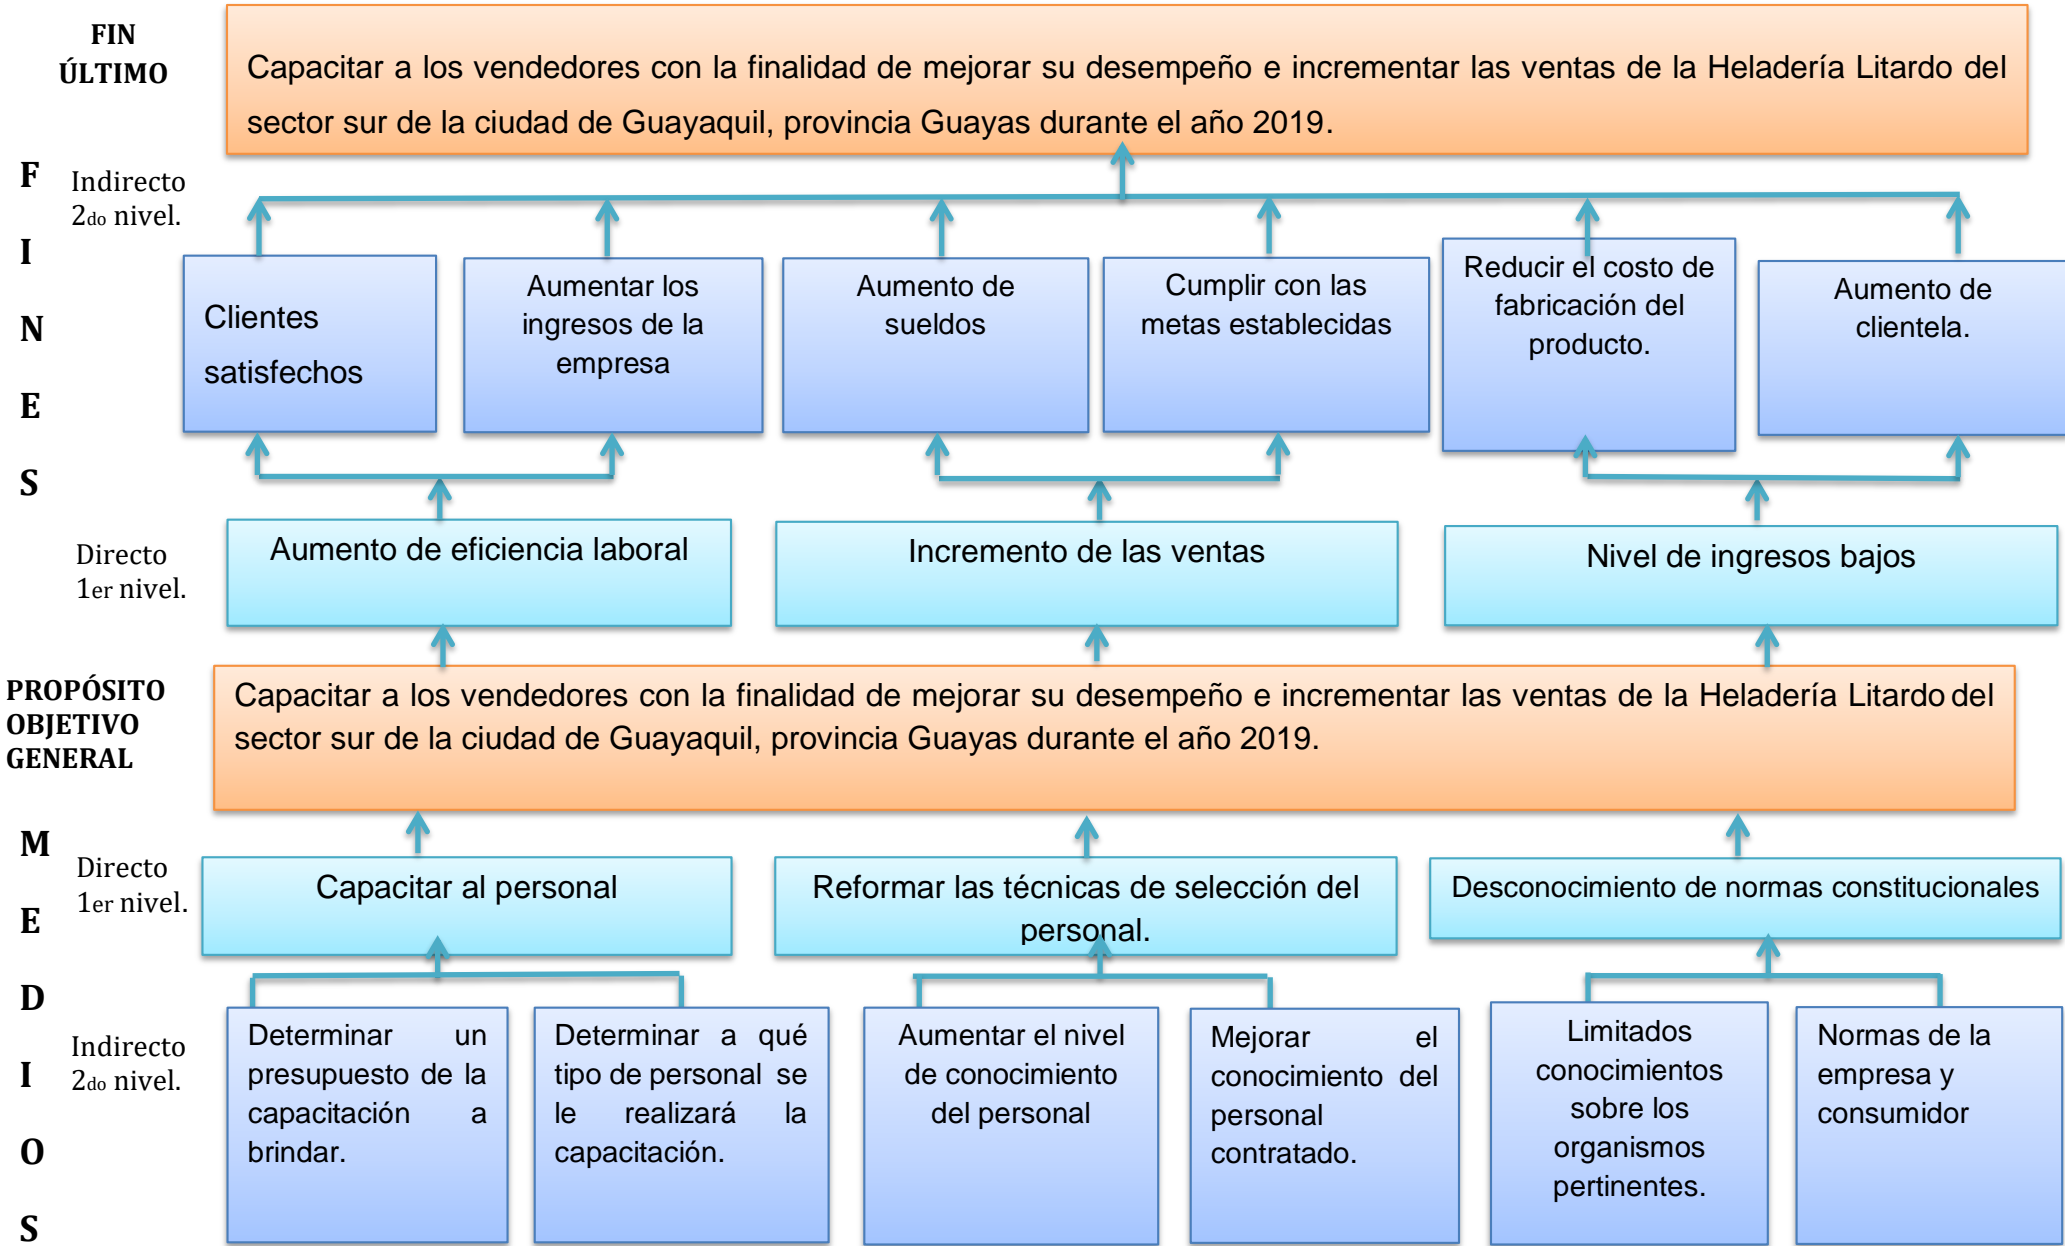 FIN
ÚLTIMO
Capacitar a los vendedores con la finalidad de mejorar su desempeño e incrementar las ventas de la Heladería Litardo del
sector sur de la ciudad de Guayaquil, provincia Guayas durante el año 2019.
F
I
N
E
S
Indirecto
2do nivel.
Clientes
satisfechos
Aumentar los
ingresos de la
empresa
Aumento de
sueldos
Cumplir con las
metas establecidas
Reducir el costo de
fabricación del
producto.
Aumento de
clientela.
Directo
1er nivel.
Aumento de eficiencia laboral
Incremento de las ventas
Nivel de ingresos bajos
PROPÓSITO
OBJETIVO
GENERAL
Capacitar a los vendedores con la finalidad de mejorar su desempeño e incrementar las ventas de la Heladería Litardo del
sector sur de la ciudad de Guayaquil, provincia Guayas durante el año 2019.
M
E
D
I
O
S
Directo
1er nivel.
Capacitar al personal
Reformar las técnicas de selección del
personal.
Desconocimiento de normas constitucionales
Indirecto
2do nivel.
Determinar un
presupuesto de la
capacitación a
brindar.
Determinar a qué
tipo de personal se
le realizará la
capacitación.
Aumentar el nivel
de conocimiento
del personal
Mejorar el
conocimiento del
personal
contratado.
Limitados
conocimientos
sobre los
organismos
pertinentes.
Normas de la
empresa y
consumidor